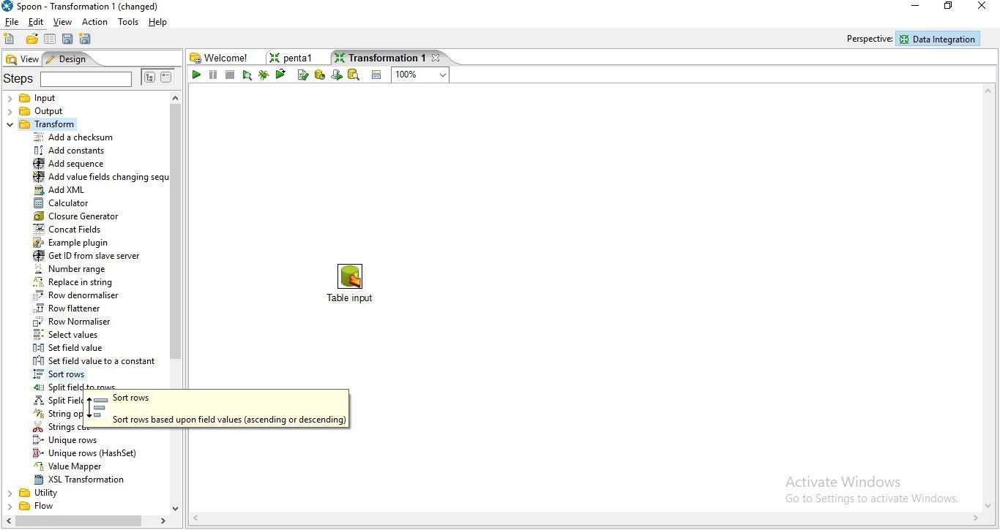 Spoon - Transformation 1 (changed)
File Edit View Action Tools Help
Perspective: Data Integration
View Design
Welcome! penta1 Transformation 1
Steps
100%
Input
Output
Transform
Add a checksum
Add constants
Add sequence
Add value fields changing sequ
Add XML
Calculator
Closure Generator
Concat Fields
Example plugin
Get ID from slave server
Number range
Replace in string
Row denormaliser
Row flattener
Row Normaliser
Select values
Set field value
Set field value to a constant
Sort rows
Split field to rows
Split Fiel
String op
Strings cu
Unique rows
Unique rows (HashSet)
Value Mapper
XSL Transformation
Utility
Flow
Sort rows
Sort rows based upon field values (ascending or descending)
Table input
Activate Windows
Go to Settings to activate Windows.